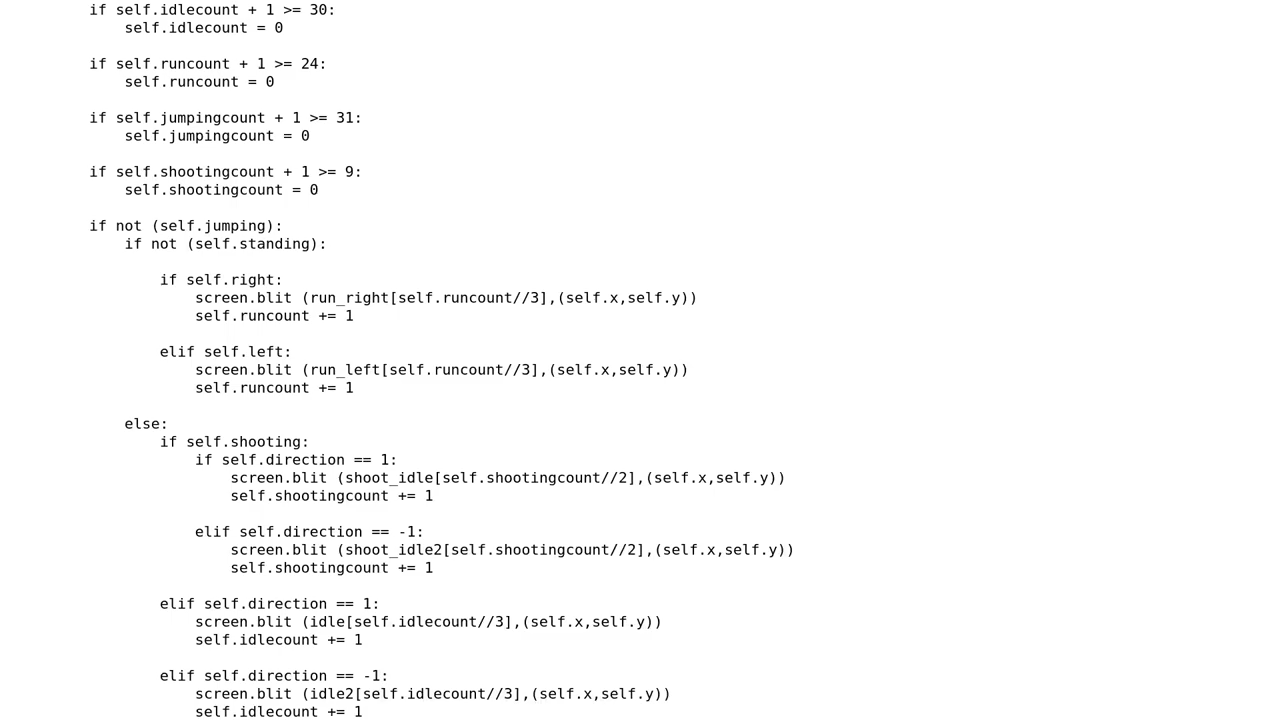 if self.idlecount + 1 >= 30:
self.idlecount = 0
if self.runcount + 1 >= 24:
self.runcount = 0
if self.jumpingcount + 1 >= 31:
self.jumpingcount = 0
if self.shootingcount + 1 >= 9:
self.shootingcount = 0
if not (self.jumping):
if not (self.standing):
if self.right:
screen.blit (run_right[self.runcount//3],(self.x,self.y))
self.runcount += 1
elif self.left:
screen.blit (run_left[self.runcount//3],(self.x,self.y))
self.runcount += 1
else:
if self.shooting:
if self.direction == 1:
screen.blit (shoot_idle[self.shootingcount//2],(self.x,self.y))
self.shootingcount += 1
elif self.direction == -1:
screen.blit (shoot_idle2[self.shootingcount//2],(self.x,self.y))
self.shootingcount += 1
elif self.direction == 1:
screen.blit (idle[self.idlecount//3],(self.x,self.y))
self.idlecount += 1
elif self.direction == -1:
screen.blit (idle2[self.idlecount//3],(self.x,self.y))
self.idlecount += 1